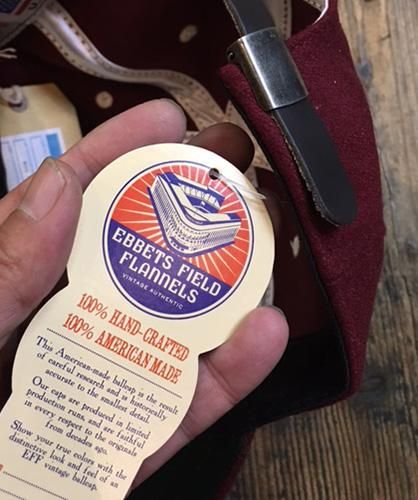 EBBETS FIELD
FLANNELS
VINTAGE AUTHENTIC
100% HAND-CRAFTED
100% AMERICAN MADE
This American-made ballcap is the result
of careful research and is historically
accurate to the smallest detail.
Our caps are produced in limited
production runs and are faithful
in every respect to the originals
from decades ago.
Show your true colors with the
distinctive look and feel of an
EFF vintage ballcap.